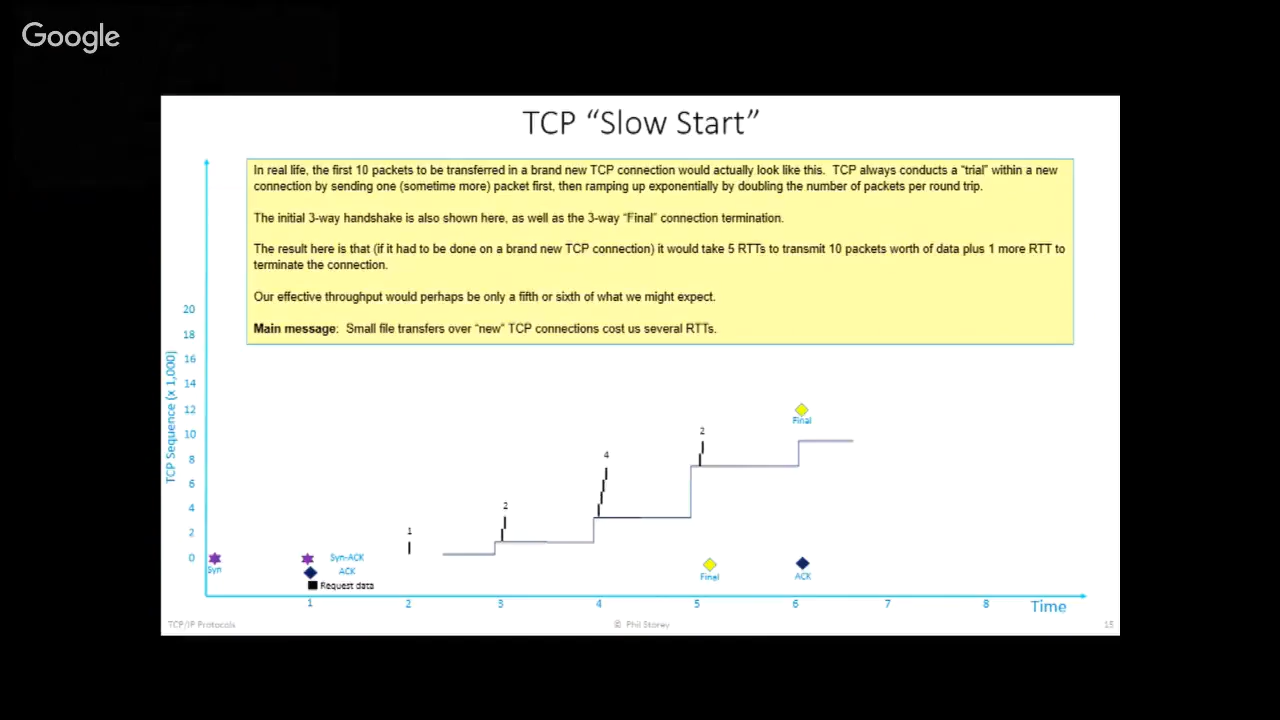 Google
TCP “Slow Start”
In real life, the first 10 packets to be transferred in a brand new TCP connection would actually look like this. TCP always conducts a “trial” within a new
connection by sending one (sometime more) packet first, then ramping up exponentially by doubling the number of packets per round trip.
The initial 3-way handshake is also shown here, as well as the 3-way “Final” connection termination.
The result here is that (if it had to be done on a brand new TCP connection) it would take 5 RTTs to transmit 10 packets worth of data plus 1 more RTT to
terminate the connection.
Our effective throughput would perhaps be only a fifth or sixth of what we might expect.
Main message: Small file transfers over “new” TCP connections cost us several RTTs.
TCP Sequence (x 1,000)
20
18
16
14
12
10
8
6
4
2
0
1
2
4
2
Final
Syn
Syn-ACK
ACK
Request data
Final
ACK
1
2
3
4
5
6
7
8
Time
TCP/IP Protocols
© Phil Storey
15